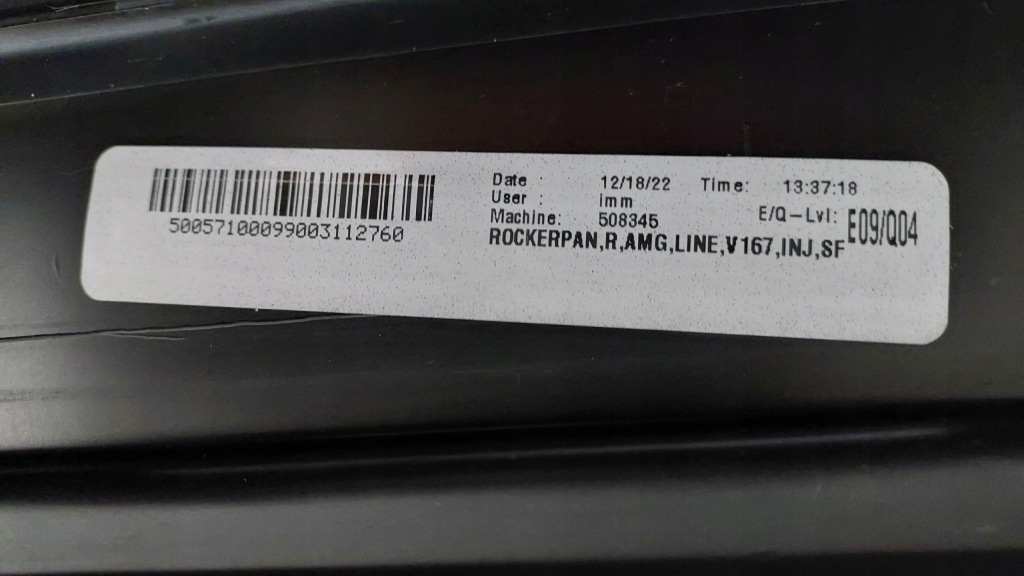 50057100099003112760
Date : 12/18/22 Time: 13:37:18
User : imm
Machine: 508345 E/Q-Lvl: E09/Q04
ROCKERPAN,R,AMG,LINE,V167,INJ,SF